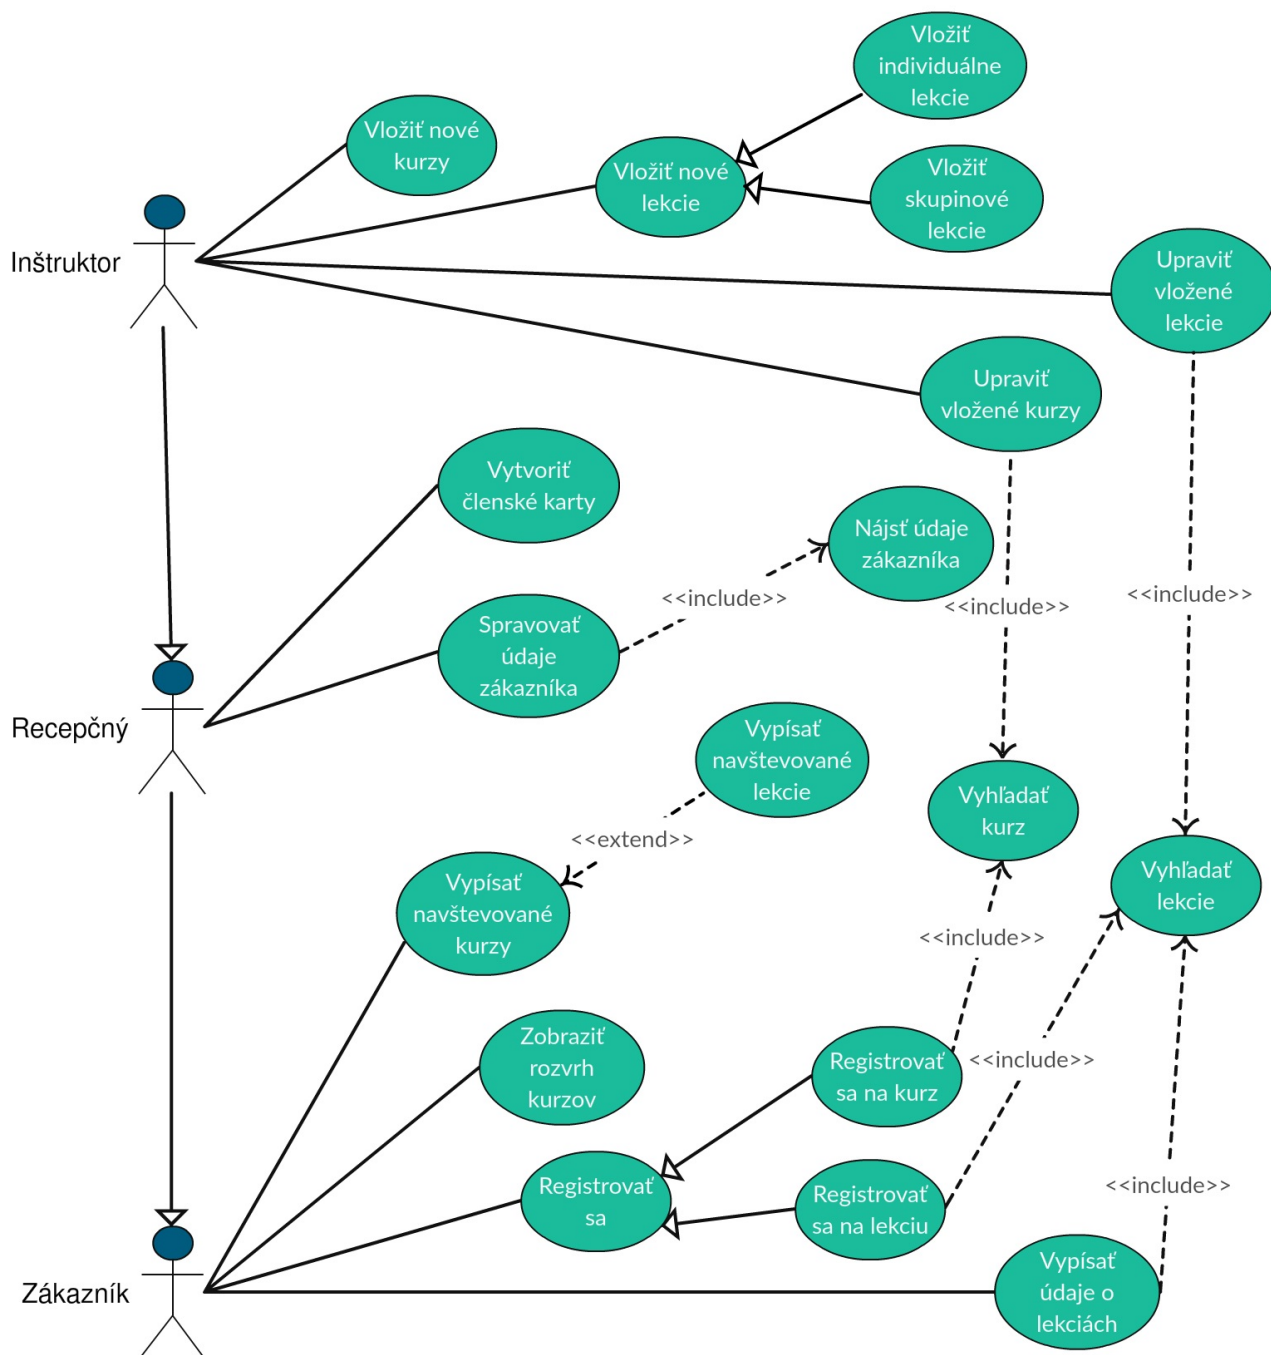 Vložiť
individuálne
lekcie
Vložiť nové
kurzy
Vložiť nové
lekcie
Vložiť
skupinové
lekcie
Inštruktor
Upraviť
vložené
lekcie
Upraviť
vložené kurzy
Vytvoriť
členské karty
Nájsť údaje
zákazníka
<<include>>
<<include>>
<<include>>
Spravovať
údaje
zákazníka
Recepčný
Vypísať
navštevované
lekcie
Vyhľadať
kurz
<<extend>>
Vypísať
navštevované
kurzy
Vyhľadať
lekcie
<<include>>
Zobraziť
rozvrh
kurzov
Registrovať
sa na kurz
<<include>>
Registrovať
sa
Registrovať
sa na lekciu
<<include>>
Zákazník
Vypísať
údaje o
lekciách